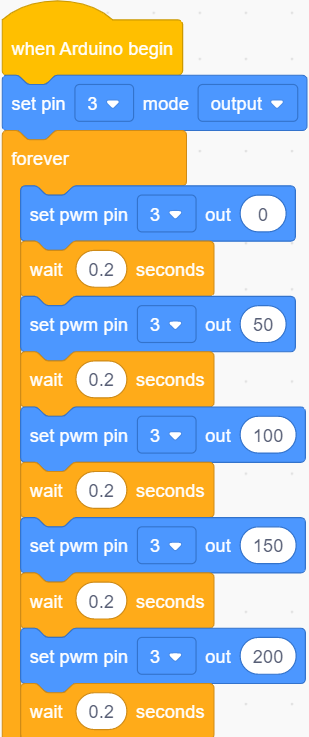 when Arduino begin
set pin 3 mode output
forever
set pwm pin 3 out 0
wait 0.2 seconds
set pwm pin 3 out 50
wait 0.2 seconds
set pwm pin 3 out 100
wait 0.2 seconds
set pwm pin 3 out 150
wait 0.2 seconds
set pwm pin 3 out 200
wait 0.2 seconds